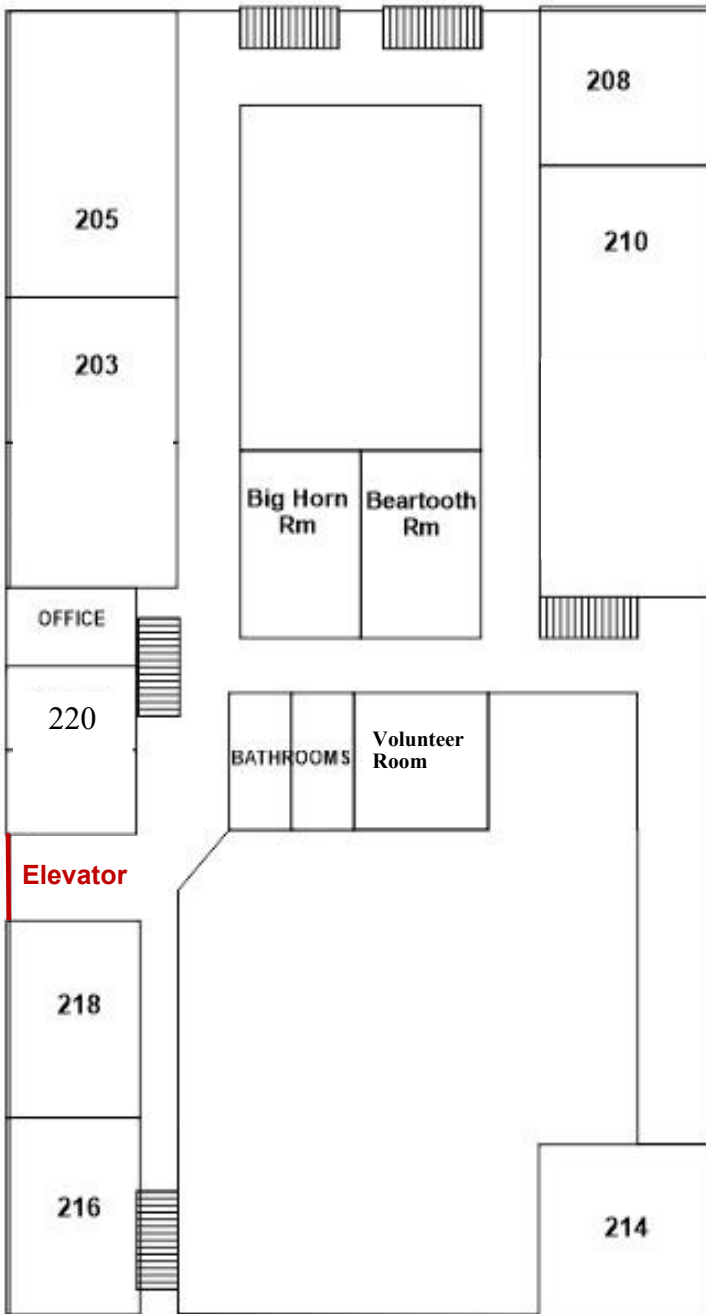 208
205
210
203
Big Horn
Rm
Beartooth
Rm
OFFICE
220
BATHROOMS
Volunteer
Room
Elevator
218
216
214